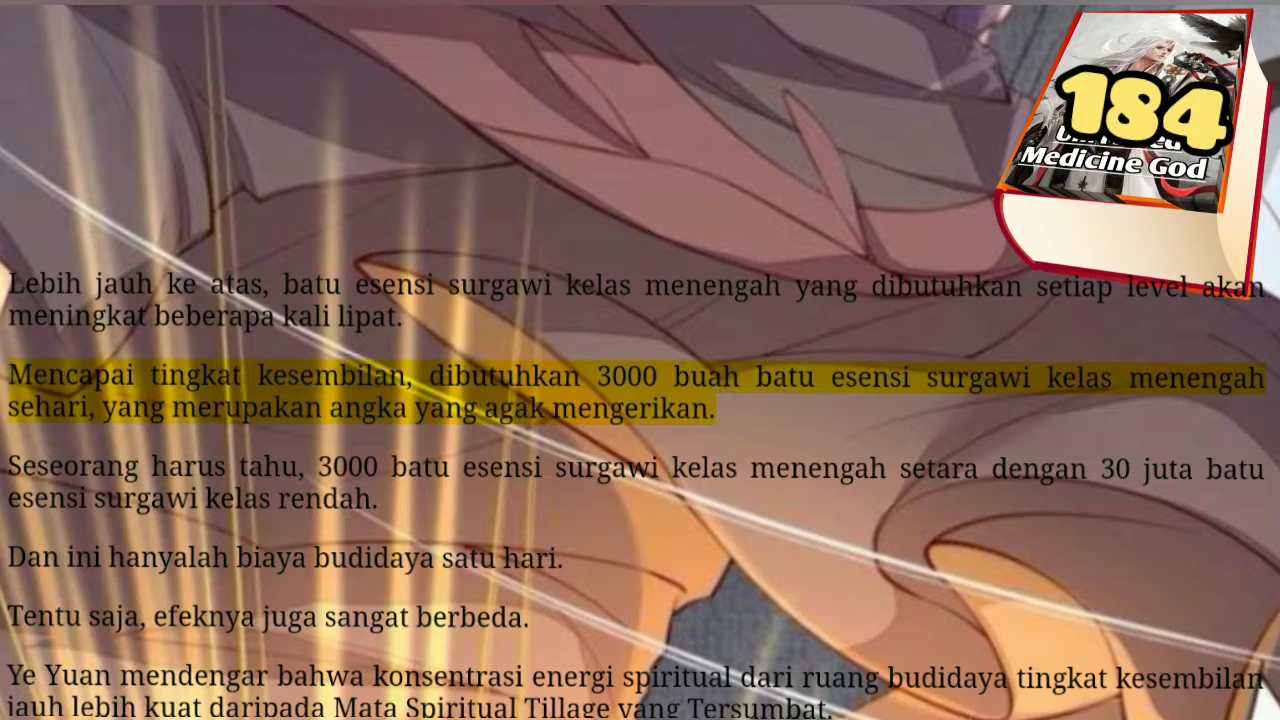 184
Medicine God
Lebih jauh ke atas, batu esensi surgawi kelas menengah yang dibutuhkan setiap level akan
meningkat beberapa kali lipat.
Mencapai tingkat kesembilan, dibutuhkan 3000 buah batu esensi surgawi kelas menengah
sehari, yang merupakan angka yang agak mengerikan.
Seseorang harus tahu, 3000 batu esensi surgawi kelas menengah setara dengan 30 juta batu
esensi surgawi kelas rendah.
Dan ini hanyalah biaya budidaya satu hari.
Tentu saja, efeknya juga sangat berbeda.
Ye Yuan mendengar bahwa konsentrasi energi spiritual dari ruang budidaya tingkat kesembilan
jauh lebih kuat daripada Mata Spiritual Tillage yang Tersumbat.